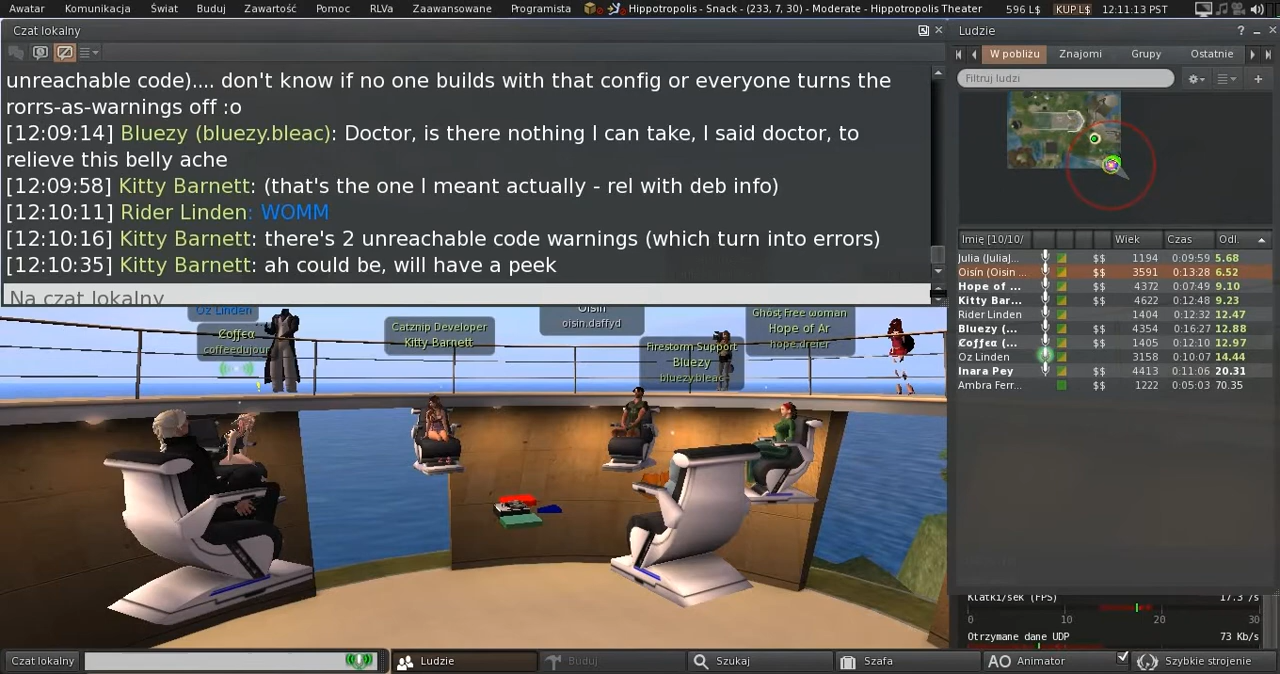 Awatar Komunikacja Świat Buduj Zawartość Pomoc RLVa Zaawansowane Programista Hippotropolis - Snack - (233, 7, 30) - Moderate - Hippotropolis Theater 596 L$ KUP L$ 12:11:13 PST
Czat lokalny
unreachable code).... don't know if no one builds with that config or everyone turns the
rorrs-as-warnings off :o
[12:09:14] Bluezy (bluezy.bleac): Doctor, is there nothing I can take, I said doctor, to
relieve this belly ache
[12:09:58] Kitty Barnett: (that's the one I meant actually - rel with deb info)
[12:10:11] Rider Linden: WOMM
[12:10:16] Kitty Barnett: there's 2 unreachable code warnings (which turn into errors)
[12:10:35] Kitty Barnett: ah could be, will have a peek
Na czat lokalny
Oz Linden
coffeedujour
Catznip Developer
Kitty Barnett
Oisín
oisin.daffyd
Firestorm Support
Bluezy
bluezy.bleac
Ghost Free woman
Hope of Ar
hope.dreier
Ludzie
W pobliżu Znajomi Grupy Ostatnie
Filtruj ludzi
Imię [10/10/ Wiek Czas Odl.
Julia (JuliaJ... $$ 1194 0:09:59 5.68
Oisín (Oisin ... $$ 3591 0:13:28 6.52
Hope of ... $$ 4372 0:07:49 9.10
Kitty Bar... $$ 4622 0:12:48 9.23
Rider Linden 1404 0:12:32 12.47
Bluezy (... $$ 4354 0:16:27 12.88
(... $$ 1405 0:12:10 12.97
Oz Linden 3158 0:10:07 14.44
Inara Pey $$ 4413 0:11:06 20.31
Ambra Ferr... $$ 1222 0:05:03 70.35
Klatki/sek (FPS) 17.3 /s
0 10 20 30
Otrzymane dane UDP 73 Kb/s
Czat lokalny Ludzie Buduj Szukaj Szafa AO Animator Szybkie strojenie